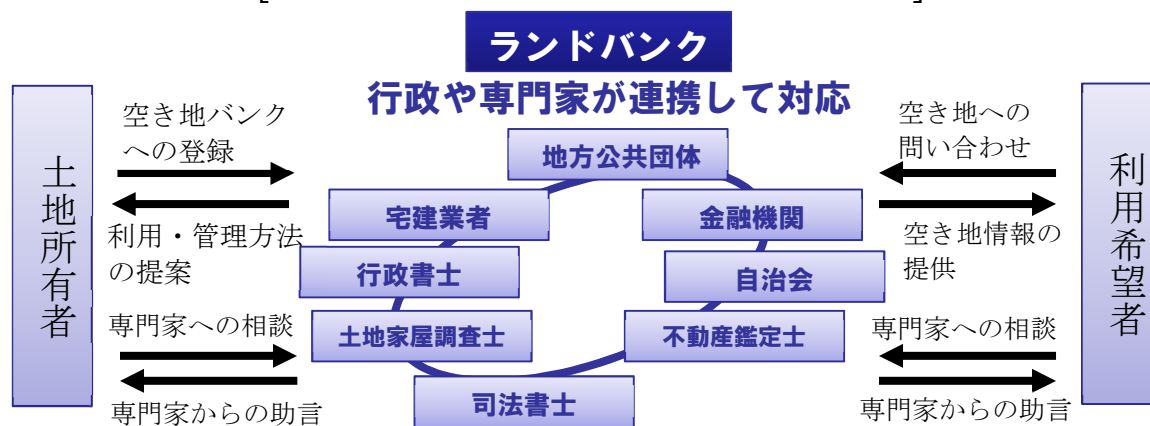 ランドバンク
行政や専門家が連携して対応
土地所有者
空き地バンク
への登録
利用・管理方法
の提案
専門家への相談
専門家からの助言
地方公共団体
宅建業者
金融機関
行政書士
自治会
土地家屋調査士
不動産鑑定士
司法書士
空き地への
問い合わせ
空き地情報の
提供
専門家への相談
専門家からの助言
利用希望者